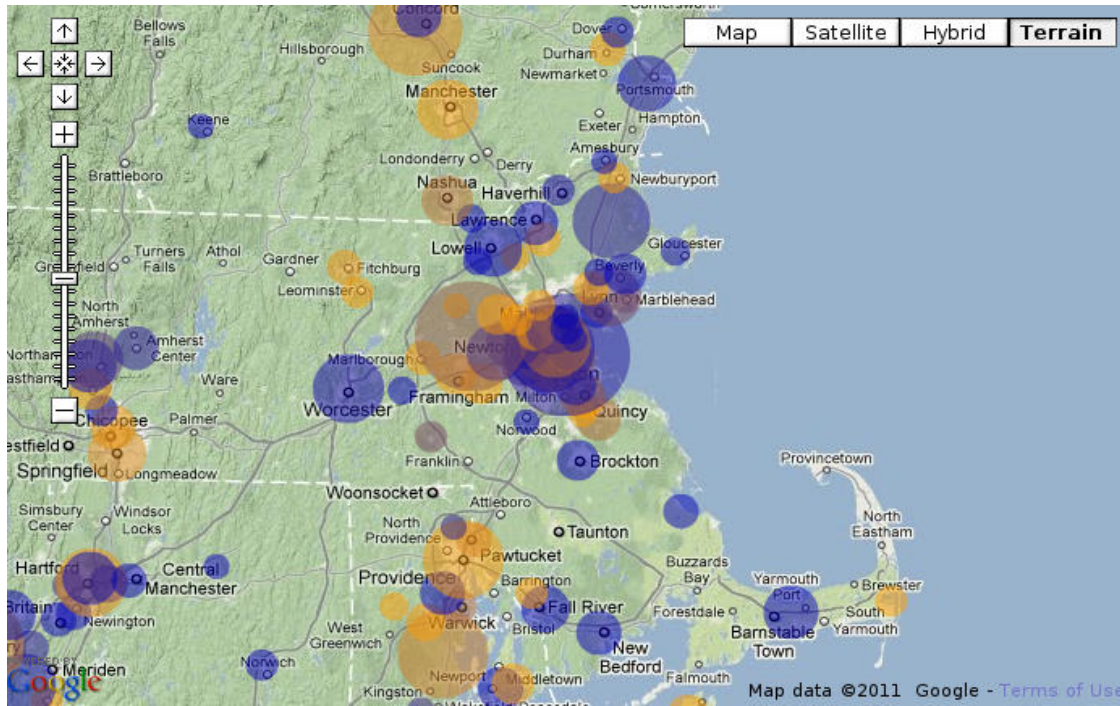 Concord
Dover
Map
Satellite
Hybrid
Terrain
Bellows
Falls
Hillsborough
Suncook
Durham
Newmarket
Portsmouth
Manchester
Exeter
Hampton
Keene
Amesbury
Londonderry
Derry
Brattleboro
Nashua
Haverhill
Newburyport
Lawrence
Lowell
Gloucester
Turners
Falls
Athol
Gardner
Fitchburg
Beverly
Leominster
Lynn
Marblehead
North
Amherst
Amherst
Center
Marlborough
Ware
Framingham
Worcester
Milton
Quincy
Norwood
Chicopee
Palmer
Springfield
Longmeadow
Franklin
Brockton
Provincetown
Woonsocket
Attleboro
Simsbury
Center
Windsor
Locks
North
Providence
Taunton
North
Eastham
Pawtucket
Hartford
Central
Manchester
Providence
Barrington
Buzzards
Bay
Yarmouth
Port
Brewster
Britain
Newington
West
Greenwich
Warwick
Fall River
Bristol
Forestdale
Barnstable
Town
South
Yarmouth
New
Bedford
Norwich
Meriden
Kingston
Newport
Middletown
Falmouth
POWERED BY
Google
Map data ©2011 Google - Terms of Use